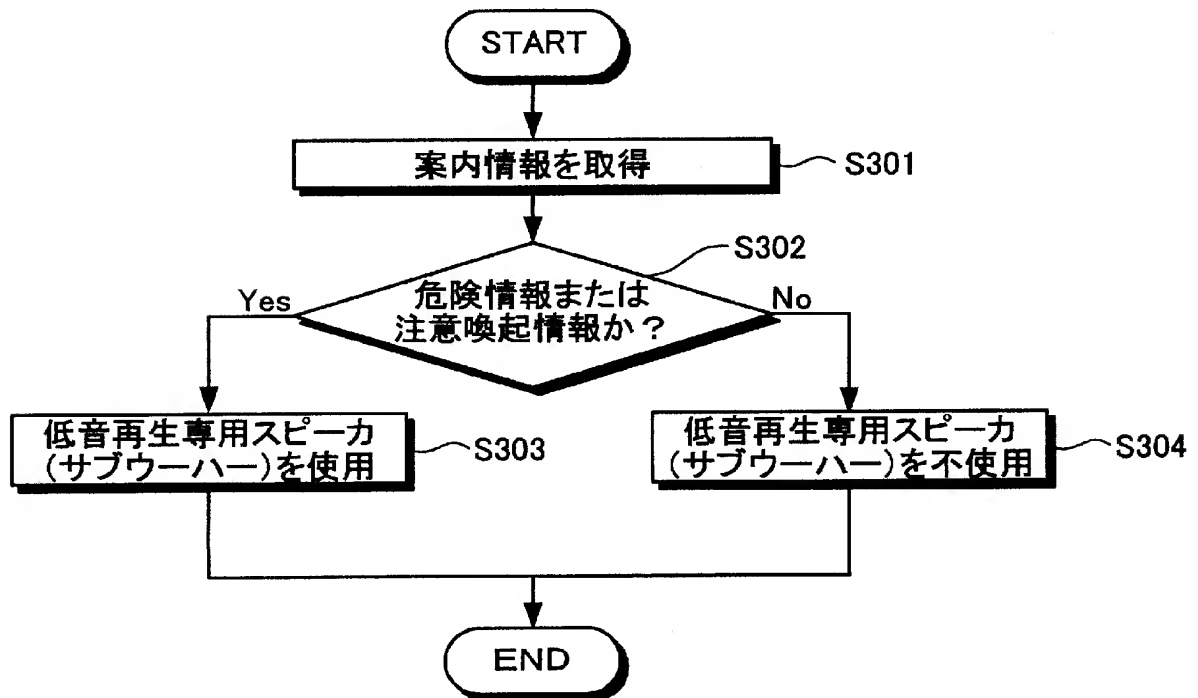 START
案内情報を取得
S301
S302
危険情報または
注意喚起情報か？
Yes
No
低音再生専用スピーカ
(サブウーハー)を使用
S303
低音再生専用スピーカ
(サブウーハー)を不使用
S304
END